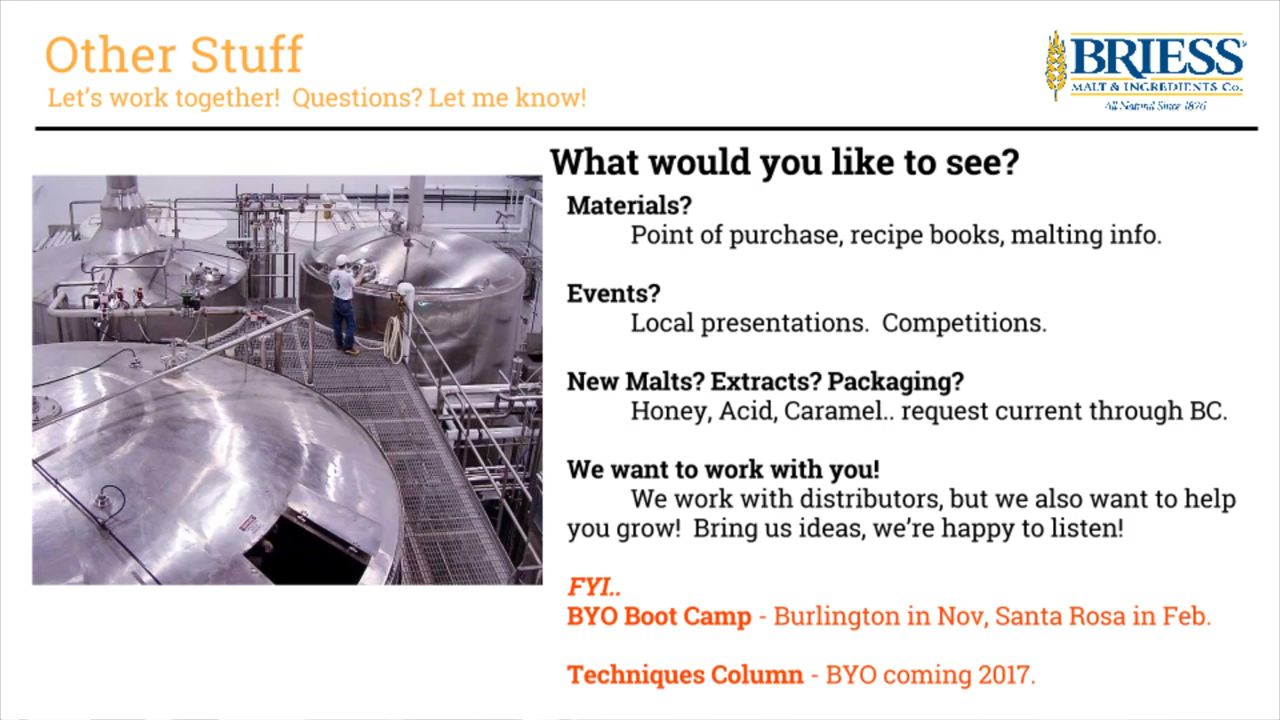 Other Stuff
Let's work together!  Questions? Let me know!
BRIESS
MALT & INGREDIENTS Co.
All Natural Since 1876
What would you like to see?
Materials?
Point of purchase, recipe books, malting info.
Events?
Local presentations.  Competitions.
New Malts? Extracts? Packaging?
Honey, Acid, Caramel.. request current through BC.
We want to work with you!
We work with distributors, but we also want to help
you grow!  Bring us ideas, we're happy to listen!
FYI..
BYO Boot Camp - Burlington in Nov, Santa Rosa in Feb.
Techniques Column - BYO coming 2017.